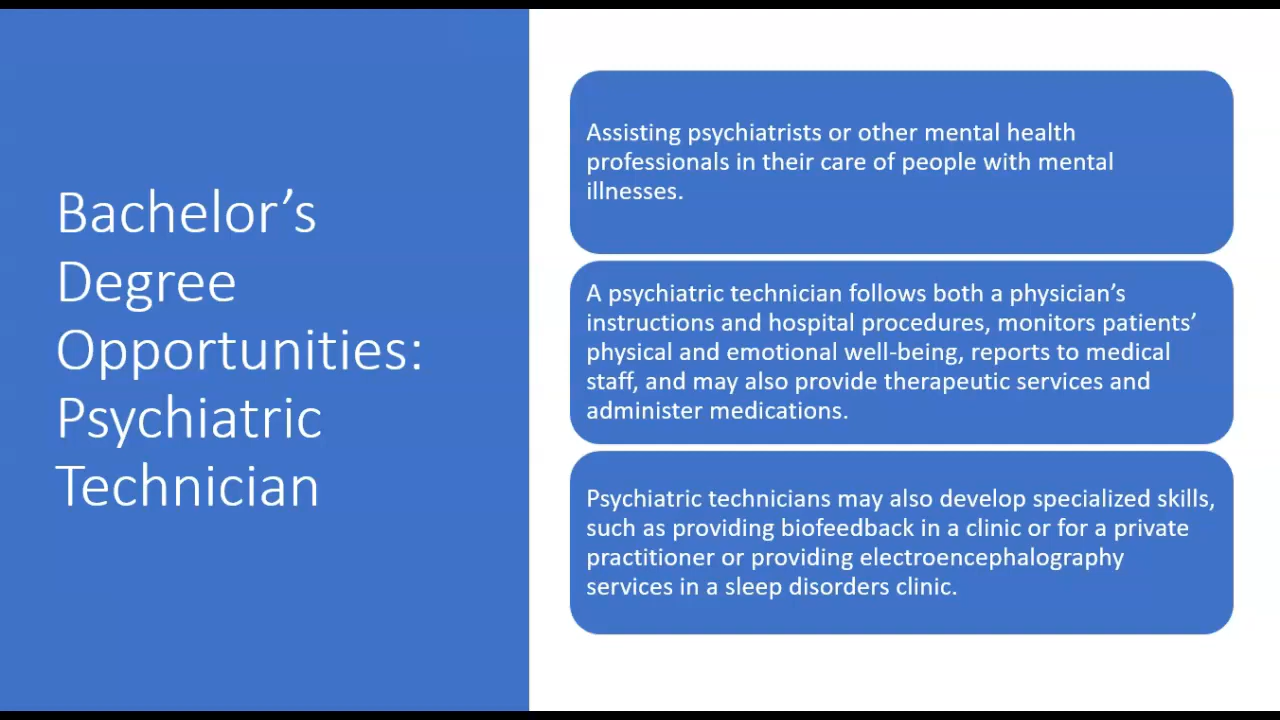 Bachelor’s
Degree
Opportunities:
Psychiatric
Technician
Assisting psychiatrists or other mental health
professionals in their care of people with mental
illnesses.
A psychiatric technician follows both a physician’s
instructions and hospital procedures, monitors patients’
physical and emotional well-being, reports to medical
staff, and may also provide therapeutic services and
administer medications.
Psychiatric technicians may also develop specialized skills,
such as providing biofeedback in a clinic or for a private
practitioner or providing electroencephalography
services in a sleep disorders clinic.